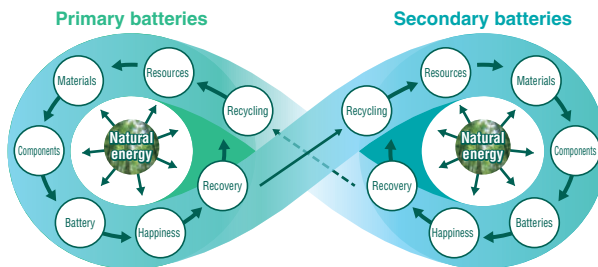 Primary batteries
Secondary batteries
Resources
Materials
Components
Battery
Happiness
Recovery
Recycling
Natural
energy
Recycling
Resources
Materials
Components
Batteries
Happiness
Recovery
Natural
energy